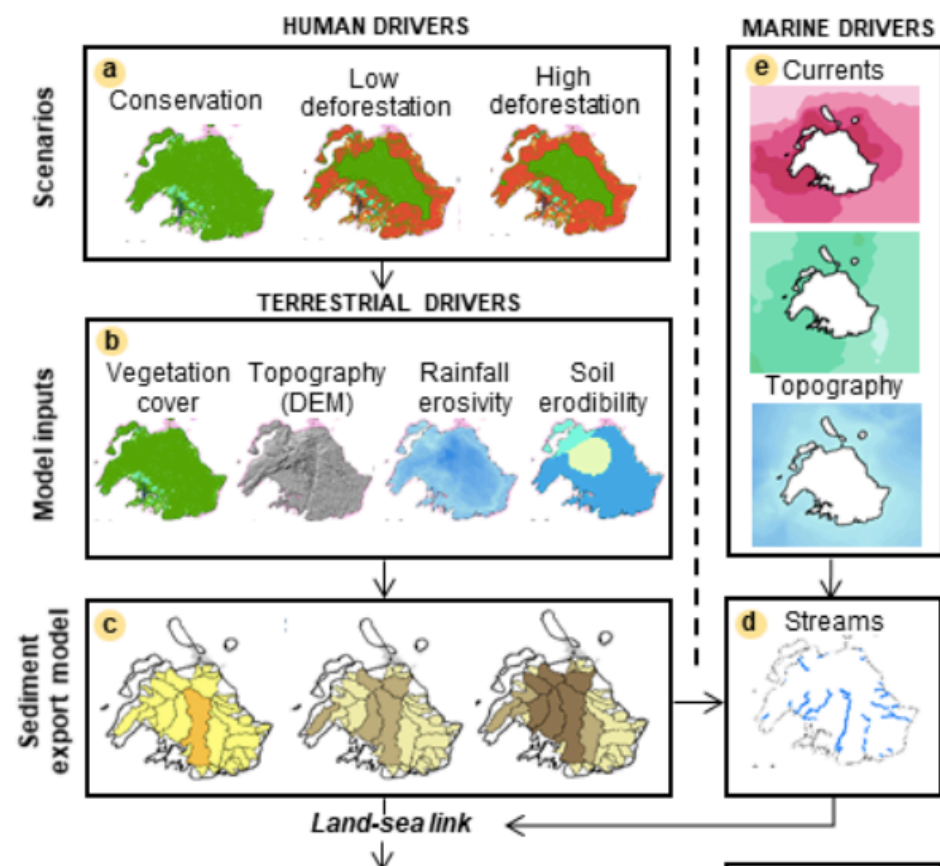 HUMAN DRIVERS
MARINE DRIVERS
Scenarios
a
Conservation
Low
deforestation
High
deforestation
e
Currents
Topography
TERRESTRIAL DRIVERS
Model inputs
b
Vegetation
cover
Topography
(DEM)
Rainfall
erosivity
Soil
erodibility
Sediment
export model
c
d
Streams
Land-sea link